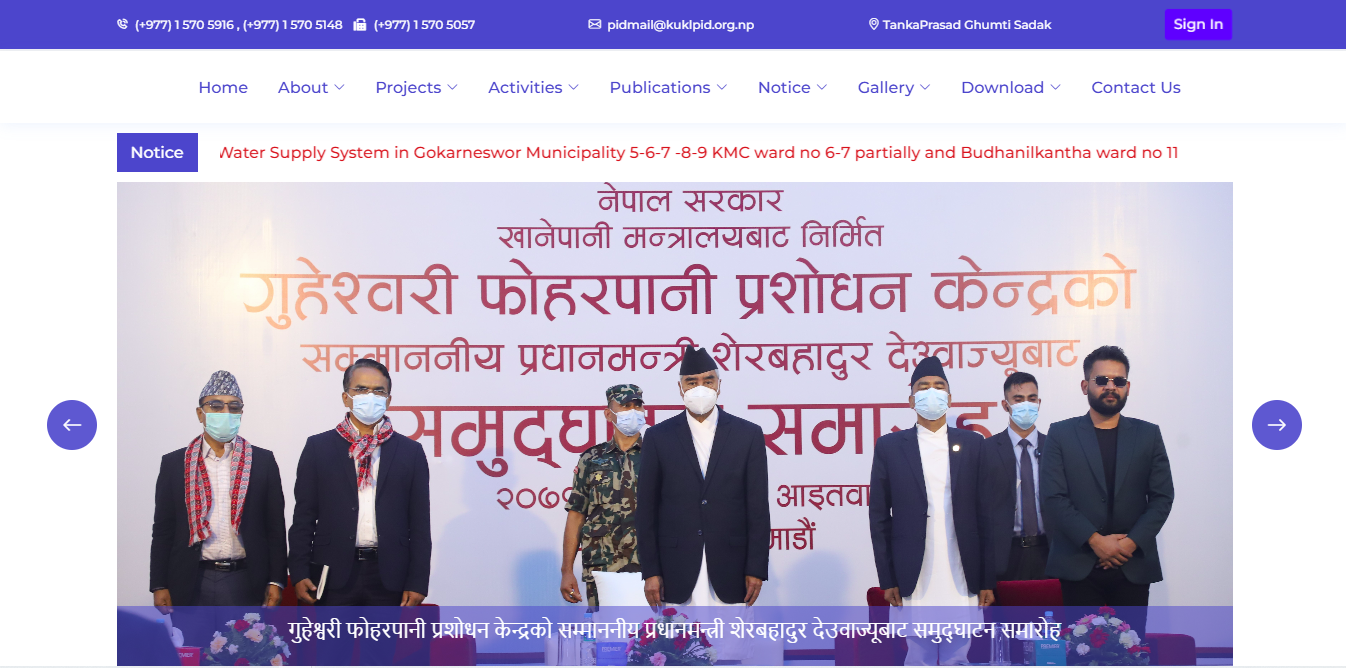 (+977) 1 570 5916 , (+977) 1 570 5148 (+977) 1 570 5057 pidmail@kuklpid.org.np TankaPrasad Ghumti Sadak Sign In
Home About Projects Activities Publications Notice Gallery Download Contact Us
Notice Water Supply System in Gokarneswor Municipality 5-6-7 -8-9 KMC ward no 6-7 partially and Budhanilkantha ward no 11
नेपाल सरकार
खानेपानी मन्त्रालयबाट निर्मित
गुहेश्वरी फोहरपानी प्रशोधन केन्द्रको
सम्माननीय प्रधानमन्त्री शेरबहादुर देउवाज्यूबाट
समुद्घाटन समारोह
२०७ आइतवा
माडौं
गुहेश्वरी फोहरपानी प्रशोधन केन्द्रको सम्माननीय प्रधानमन्त्री शेरबहादुर देउवाज्यूबाट समुद्घाटन समारोह